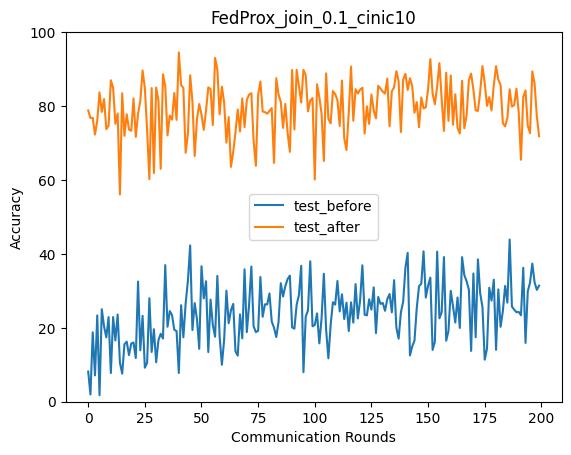 FedProx_join_0.1_cinic10
100
80
60
40
20
0
Accuracy
test_before
test_after
0 25 50 75 100 125 150 175 200
Communication Rounds